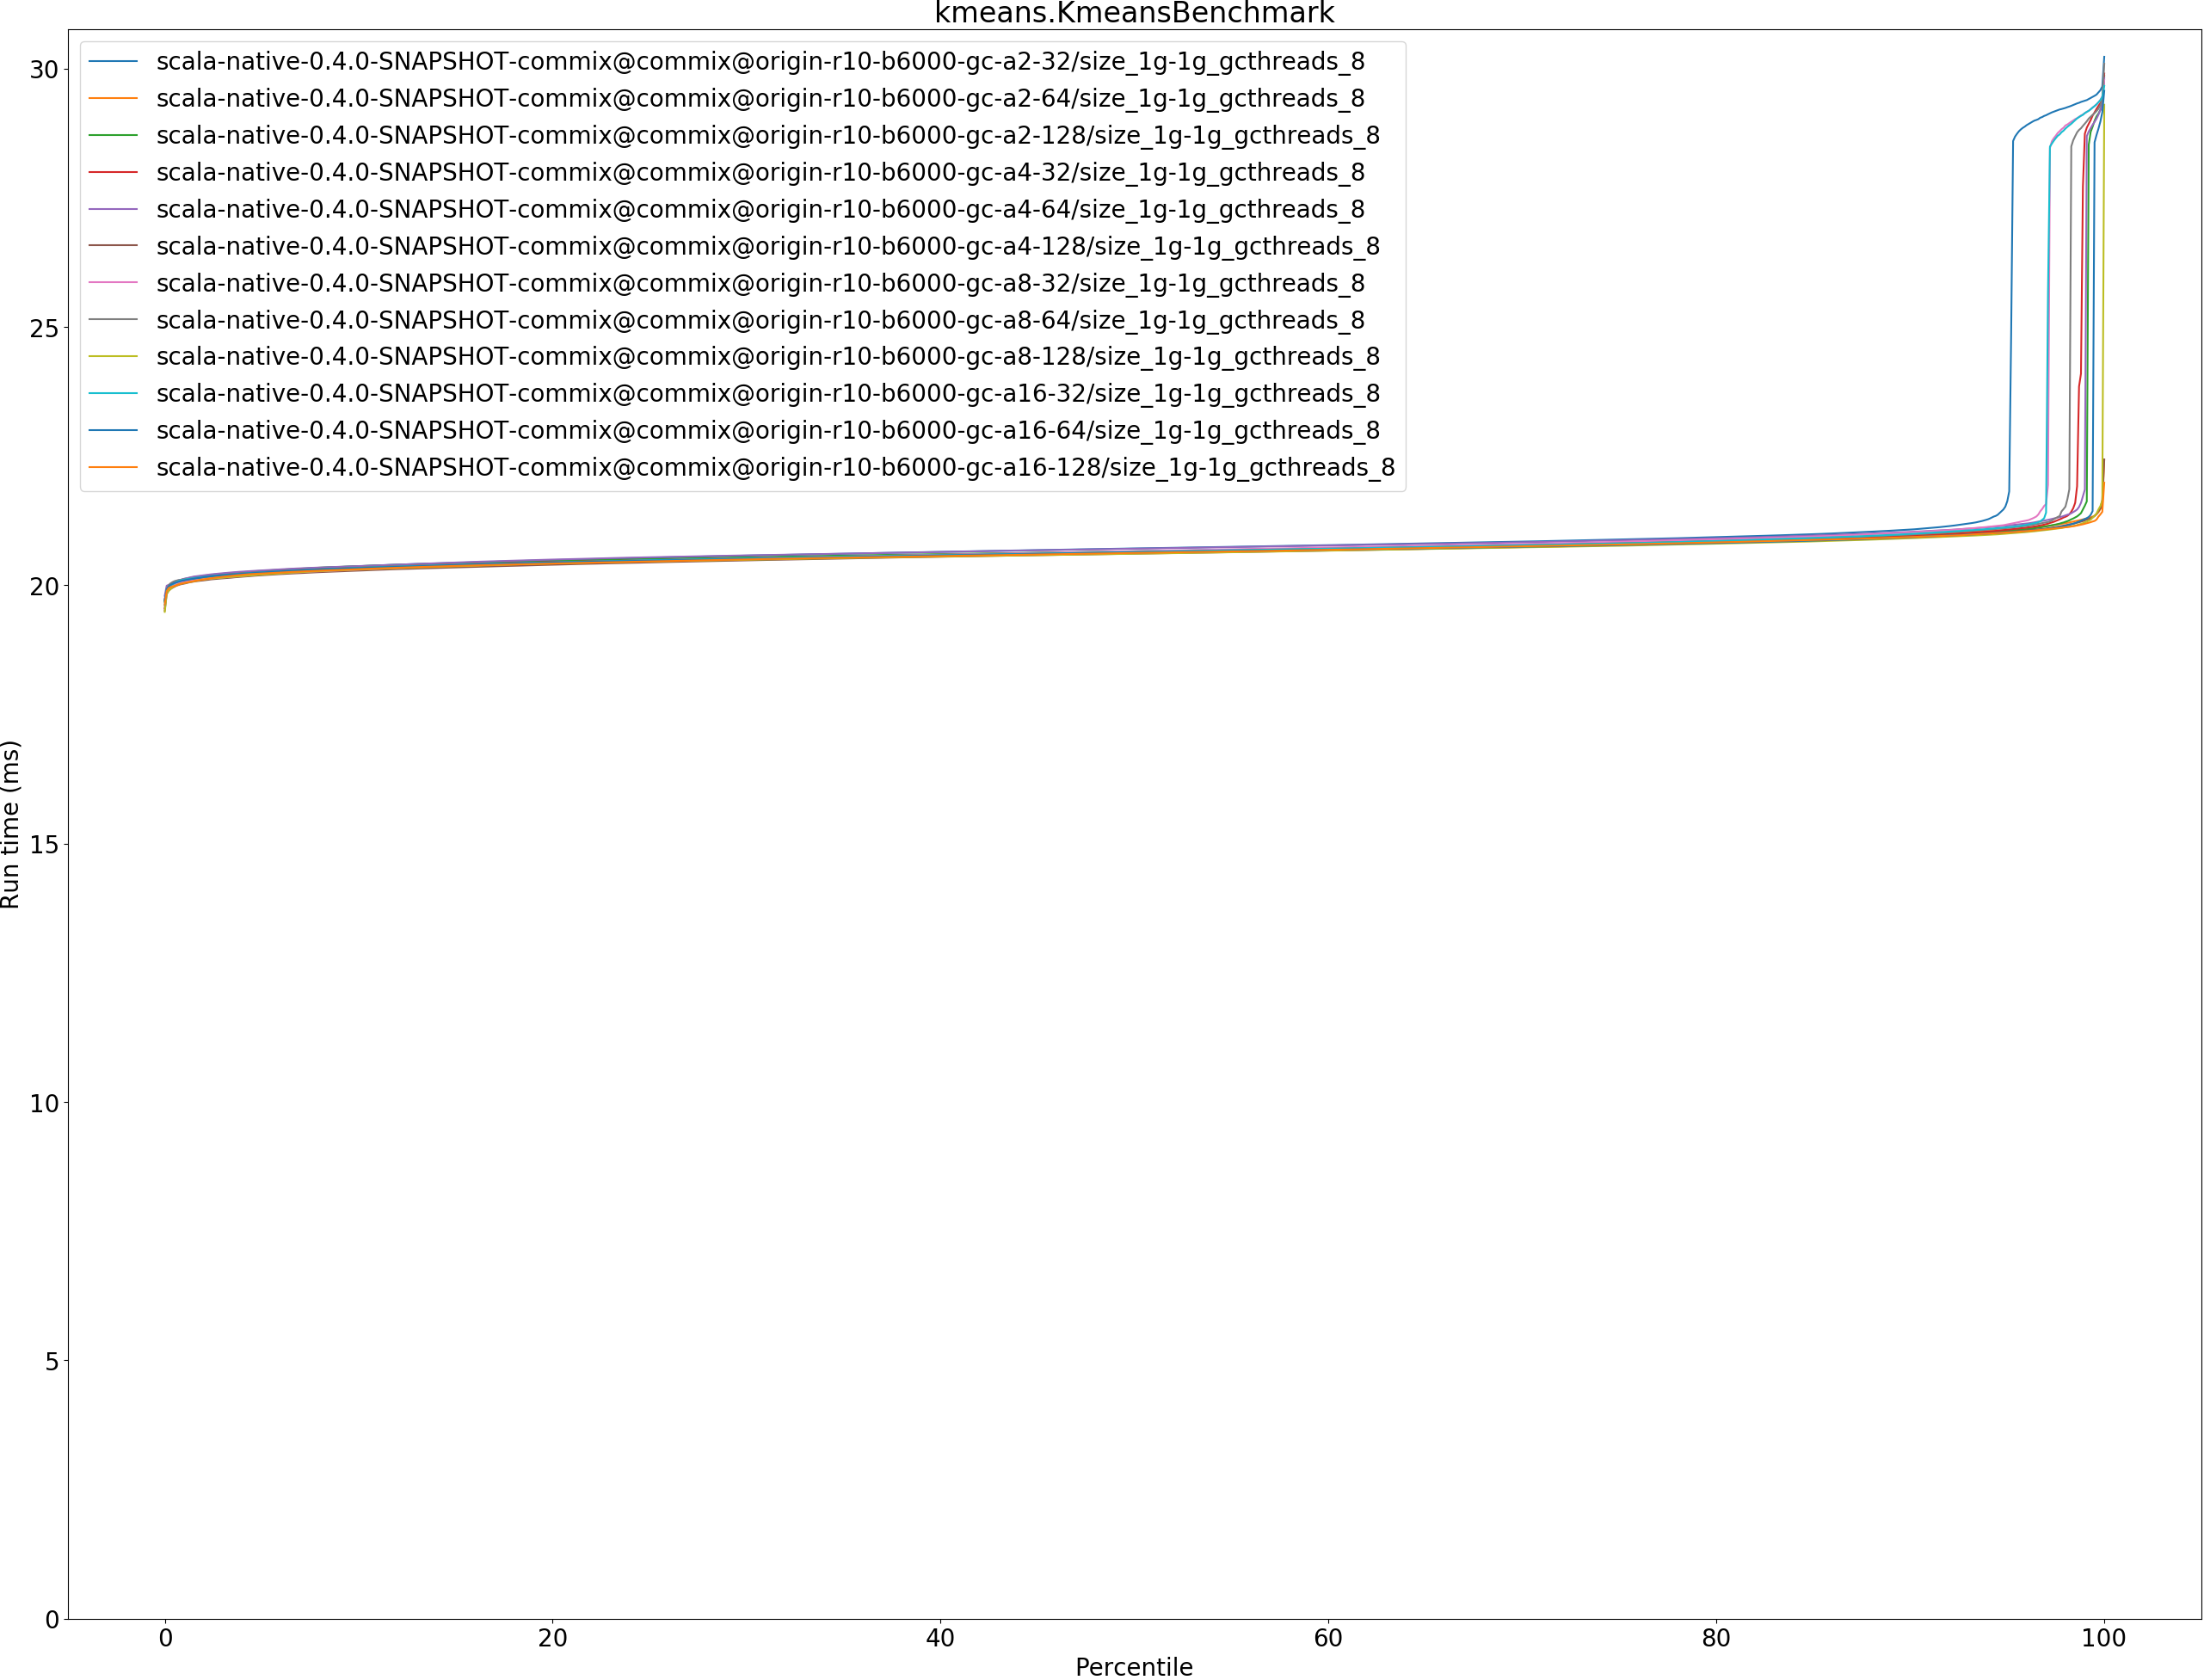 kmeans.KmeansBenchmark
scala-native-0.4.0-SNAPSHOT-commix@commix@origin-r10-b6000-gc-a2-32/size_1g-1g_gcthreads_8
scala-native-0.4.0-SNAPSHOT-commix@commix@origin-r10-b6000-gc-a2-64/size_1g-1g_gcthreads_8
scala-native-0.4.0-SNAPSHOT-commix@commix@origin-r10-b6000-gc-a2-128/size_1g-1g_gcthreads_8
scala-native-0.4.0-SNAPSHOT-commix@commix@origin-r10-b6000-gc-a4-32/size_1g-1g_gcthreads_8
scala-native-0.4.0-SNAPSHOT-commix@commix@origin-r10-b6000-gc-a4-64/size_1g-1g_gcthreads_8
scala-native-0.4.0-SNAPSHOT-commix@commix@origin-r10-b6000-gc-a4-128/size_1g-1g_gcthreads_8
scala-native-0.4.0-SNAPSHOT-commix@commix@origin-r10-b6000-gc-a8-32/size_1g-1g_gcthreads_8
scala-native-0.4.0-SNAPSHOT-commix@commix@origin-r10-b6000-gc-a8-64/size_1g-1g_gcthreads_8
scala-native-0.4.0-SNAPSHOT-commix@commix@origin-r10-b6000-gc-a8-128/size_1g-1g_gcthreads_8
scala-native-0.4.0-SNAPSHOT-commix@commix@origin-r10-b6000-gc-a16-32/size_1g-1g_gcthreads_8
scala-native-0.4.0-SNAPSHOT-commix@commix@origin-r10-b6000-gc-a16-64/size_1g-1g_gcthreads_8
scala-native-0.4.0-SNAPSHOT-commix@commix@origin-r10-b6000-gc-a16-128/size_1g-1g_gcthreads_8
30
25
20
15
10
5
0
Run time (ms)
0 20 40 60 80 100
Percentile